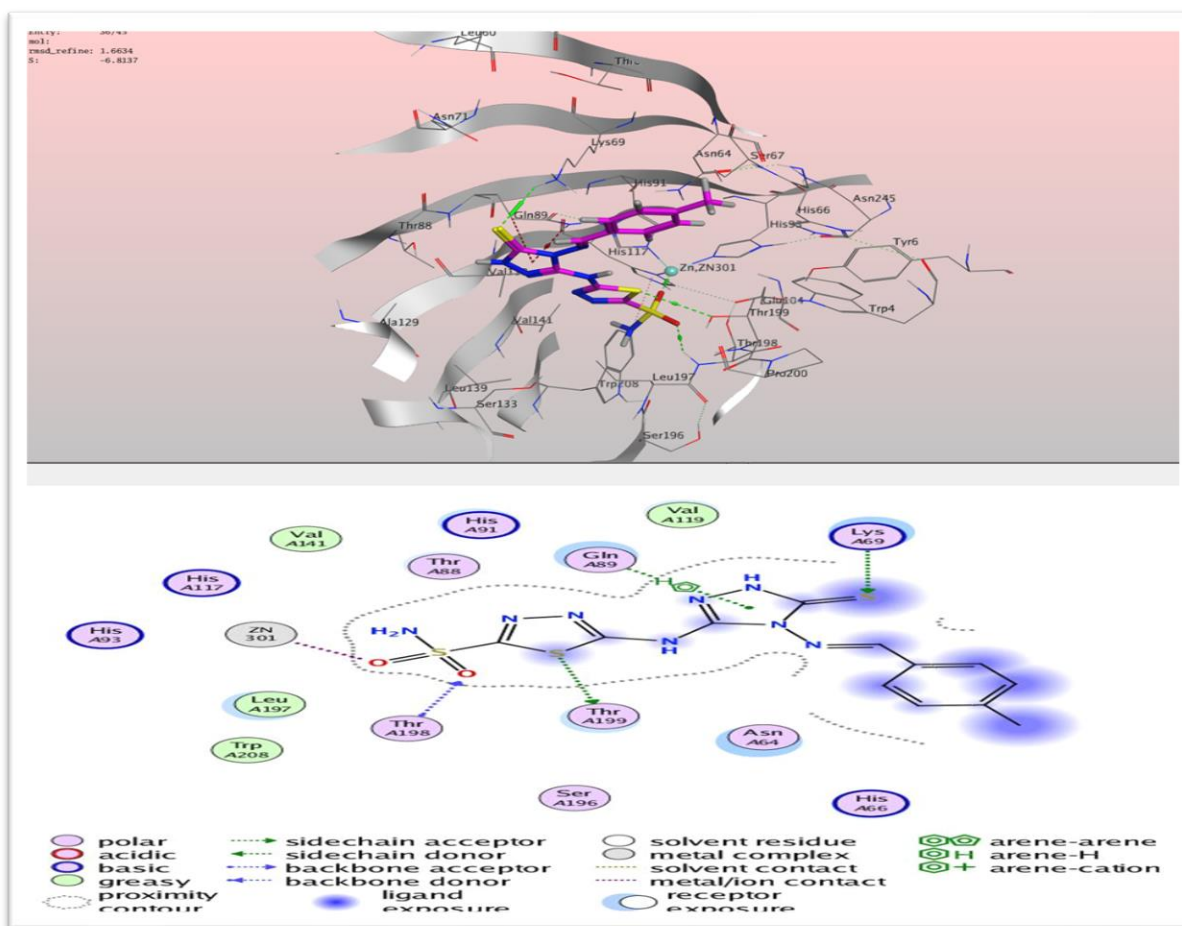 mol:
rmsd_refine: 1.6634
S: -6.8137
Leu60
Asn71
Lys69
Asn64
Ser67
His91
Asn245
Gln89
His66
Thr88
His93
Tyr6
His117
Zn,ZN301
Glu104
Thr199
Trp4
Ala129
Val141
Thr198
Leu139
Trp208
Leu197
Pro200
Ser133
Ser196
Val
A141
His
A91
Val
A119
Lys
A69
Thr
A88
Gln
A89
His
A117
H
H
N
N
S
N
N
N
H₂N
N
His
A93
ZN
301
S
S
N
H
N
O
O
Leu
A197
Thr
A198
Thr
A199
Asn
A64
Trp
A208
Ser
A196
His
A66
polar sidechain acceptor solvent residue arene-arene
acidic sidechain donor metal complex H arene-H
basic backbone acceptor solvent contact + arene-cation
greasy backbone donor metal/ion contact
proximity contour ligand exposure receptor exposure